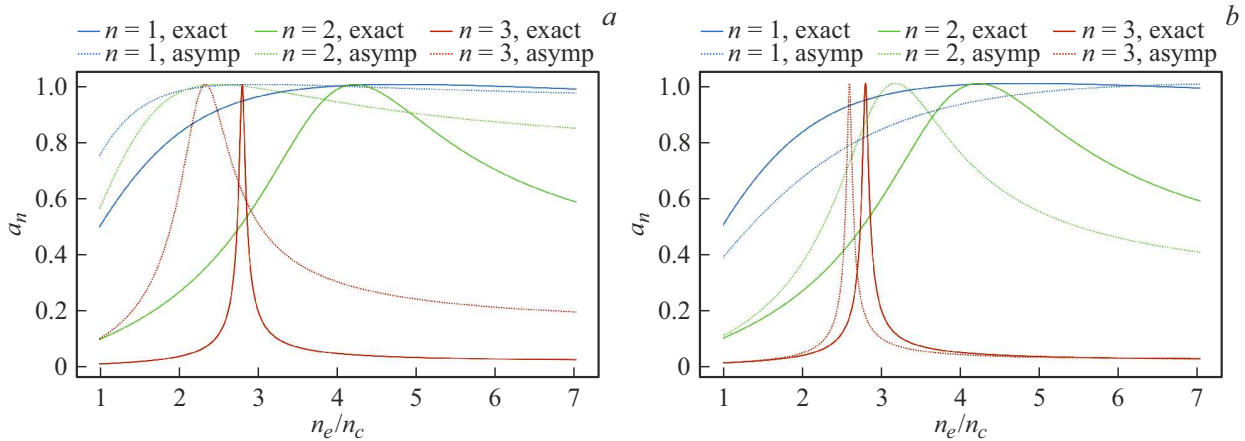 a
n = 1, exact n = 2, exact n = 3, exact
n = 1, asymp n = 2, asymp n = 3, asymp
1.0
0.8
0.6
0.4
0.2
0
a_n
1 2 3 4 5 6 7
n_e/n_c
b
n = 1, exact n = 2, exact n = 3, exact
n = 1, asymp n = 2, asymp n = 3, asymp
1.0
0.8
0.6
0.4
0.2
0
a_n
1 2 3 4 5 6 7
n_e/n_c